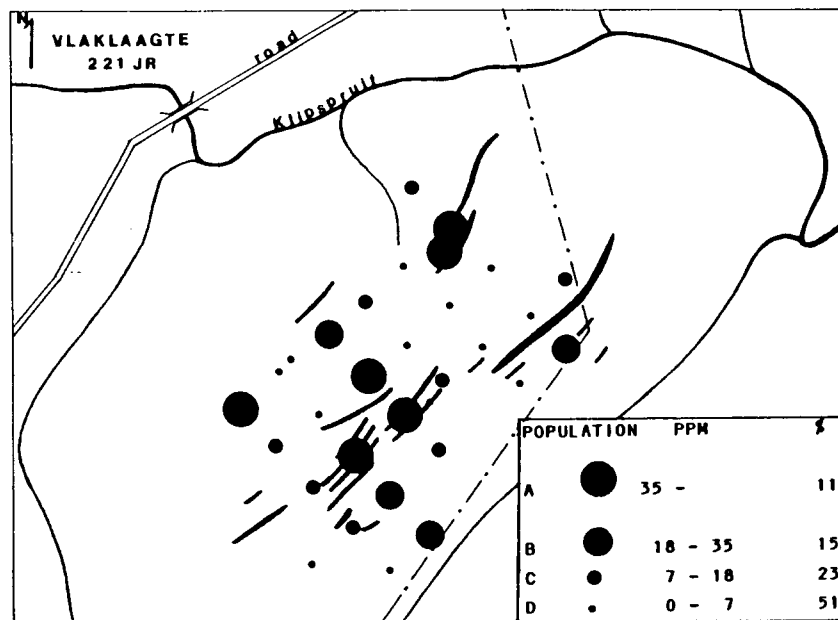 N
VLAKLAAGTE
221 JR
road
Klipspruit
POPULATION PPM %
A 35 - 11
B 18 - 35 15
C 7 - 18 23
D 0 - 7 51